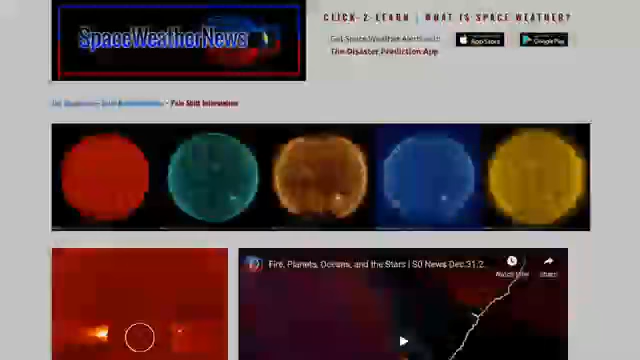 SpaceWeatherNews
CLICK-2-LEARN | WHAT IS SPACE WEATHER?
Get Space Weather Alerts
The Disaster Prediction App
App Store
Google Play
Pole Shift Information
Fire, Planets, Oceans, and the Stars | S0 News Dec.31.2
Watch later
Share